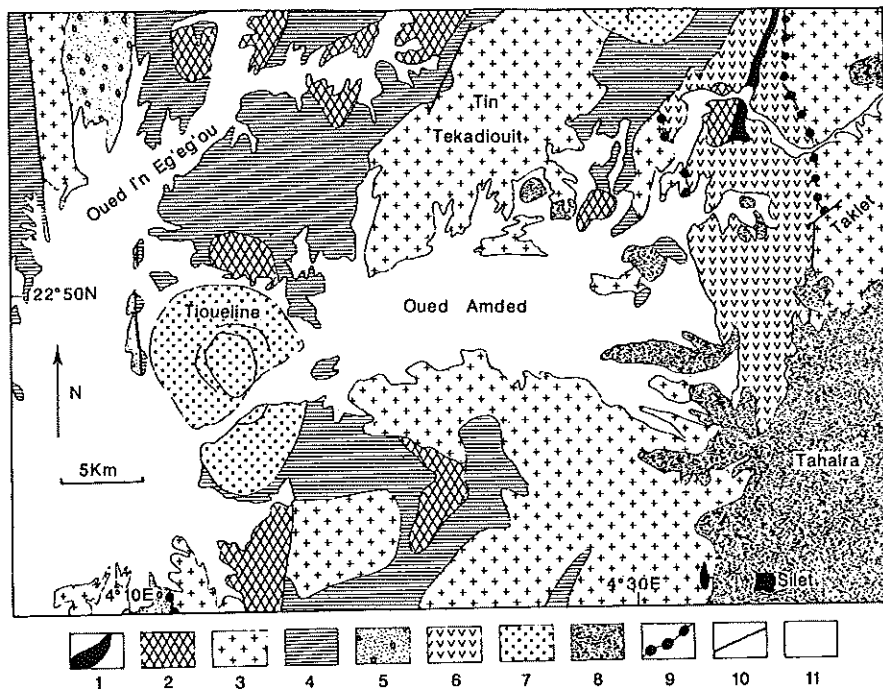 Tin
Tekadiouit
Oued I'n Eg'eg'ou
Taklet
22°50N
Tioueline
Oued Amded
N
5Km
Tahalra
4°10E
4°30E
Silet
1 2 3 4 5 6 7 8 9 10 11